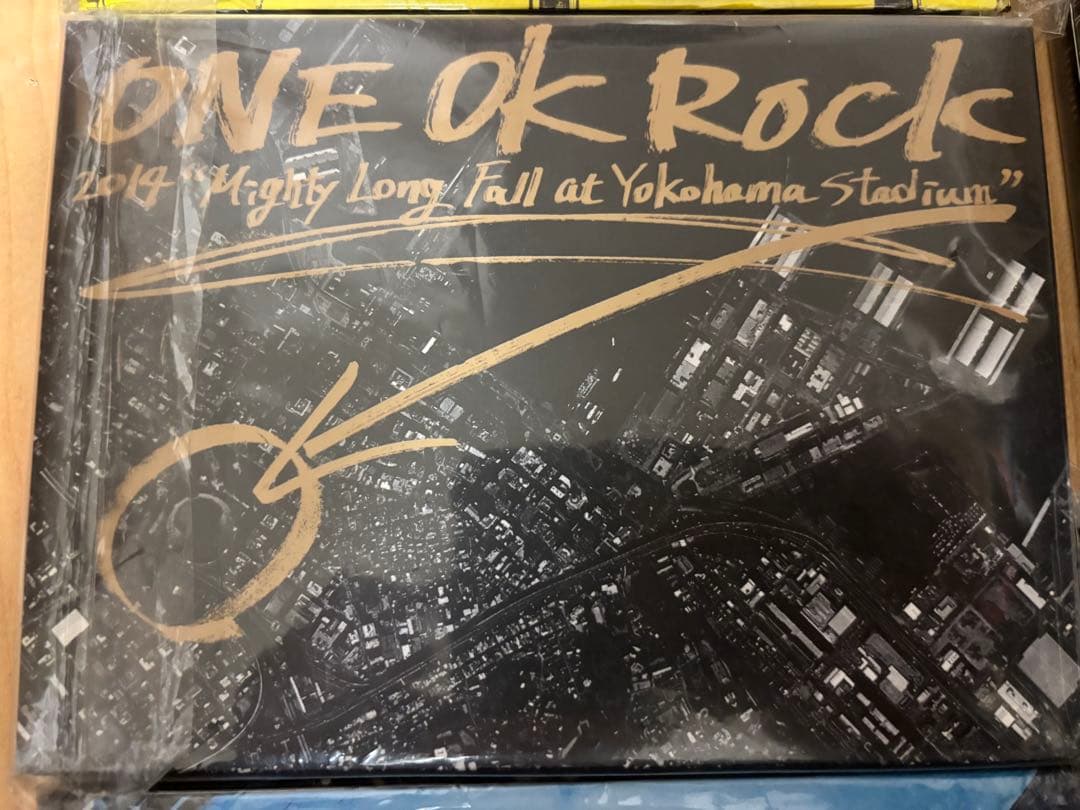 ONE OK ROCK
2014 "Mighty Long Fall at Yokohama Stadium"